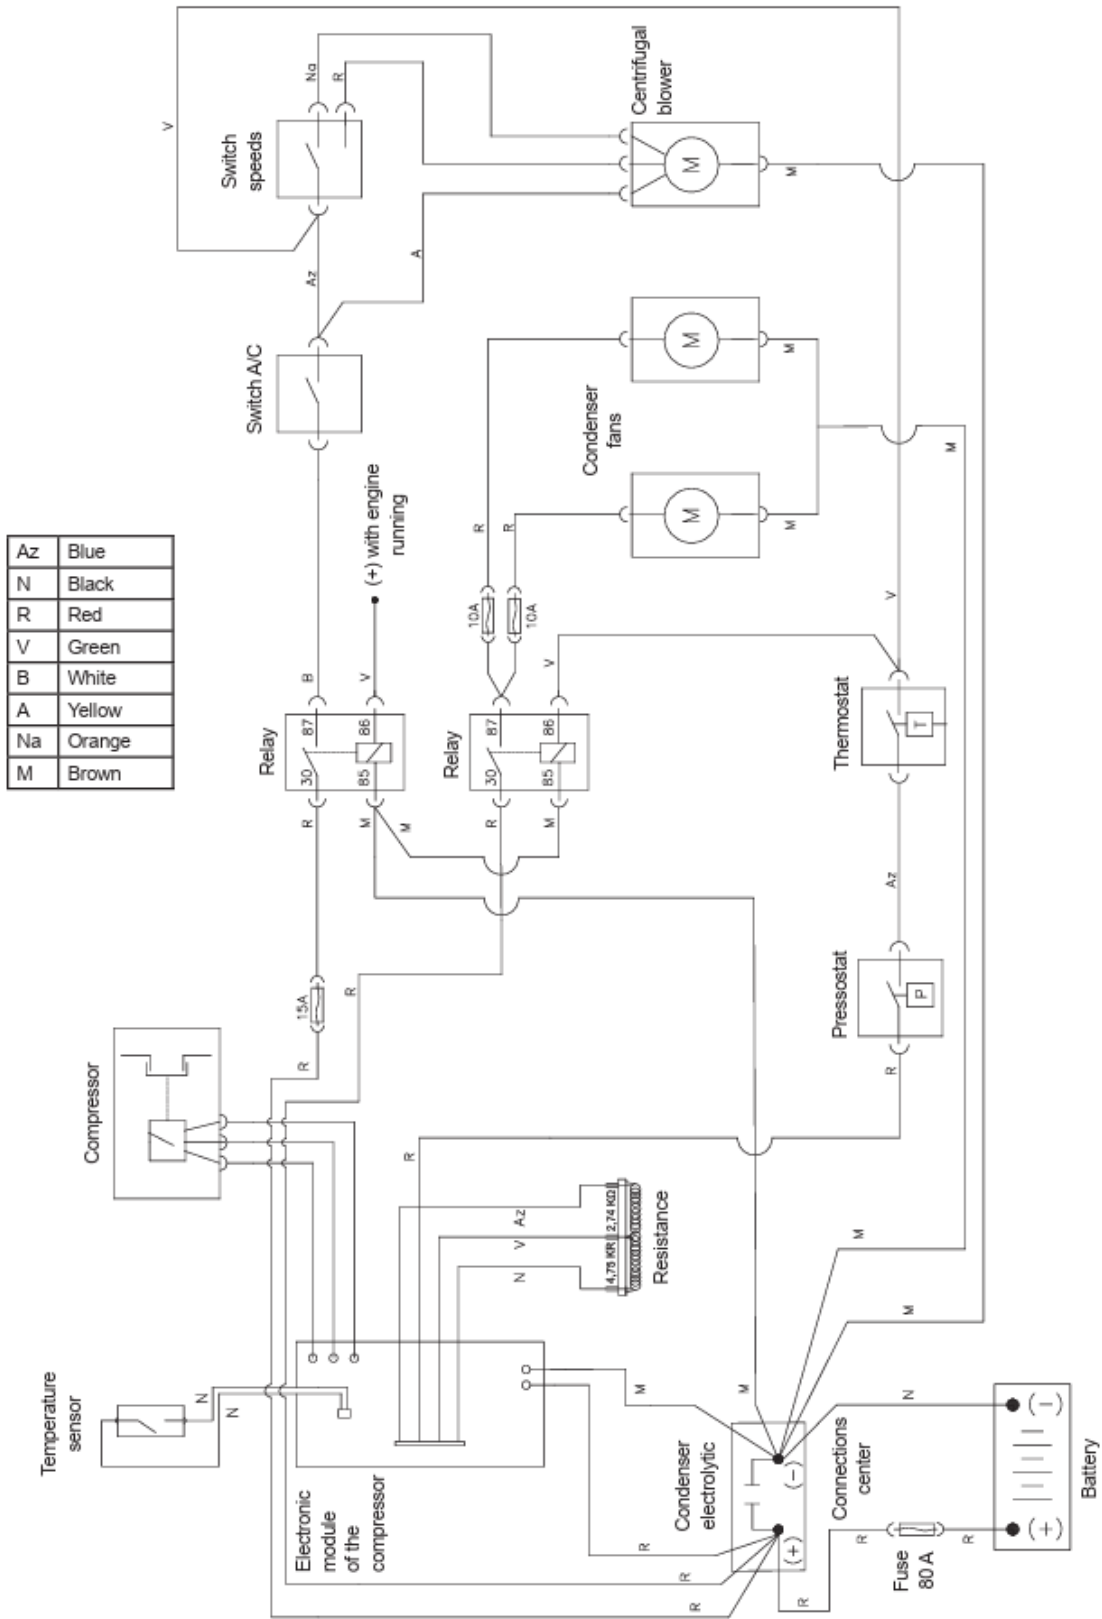 Az Blue
N Black
R Red
V Green
B White
A Yellow
Na Orange
M Brown
Temperature
sensor
N
N
Electronic
module
of the
compressor
Compressor
R
15A
R
R
Relay
30
87
85
86
B
V
M
M
(+) with engine
running
Switch A/C
Az
A
V
Switch
speeds
Na
R
Relay
30
87
85
86
R
M
V
10A
10A
R
R
Condenser
fans
M
M
M
M
M
Centrifugal
blower
M
M
V
Thermostat
T
Az
Pressostat
P
R
R
Az
V
N
4,75 KR
2,74 KΩ
Resistance
M
M
M
M
Condenser
electrolytic
(+)
(-)
R
R
R
R
Connections
center
N
R
R
Fuse
80 A
(+)
(-)
Battery